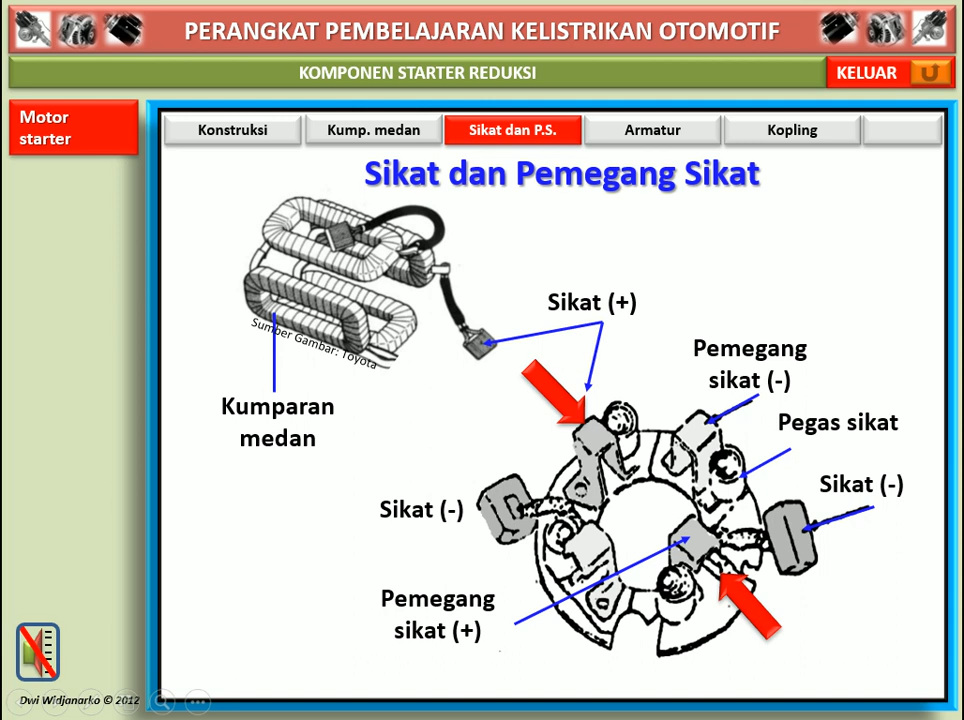 PERANGKAT PEMBELAJARAN KELISTRIKAN OTOMOTIF
KOMPONEN STARTER REDUKSI
KELUAR
Motor
starter
Konstruksi
Kump. medan
Sikat dan P.S.
Armatur
Kopling
Sikat dan Pemegang Sikat
Sikat (+)
Sumber Gambar: Toyota
Pemegang
sikat (-)
Kumparan
medan
Pegas sikat
Sikat (-)
Sikat (-)
Pemegang
sikat (+)
Dwi Widjanarko © 2012